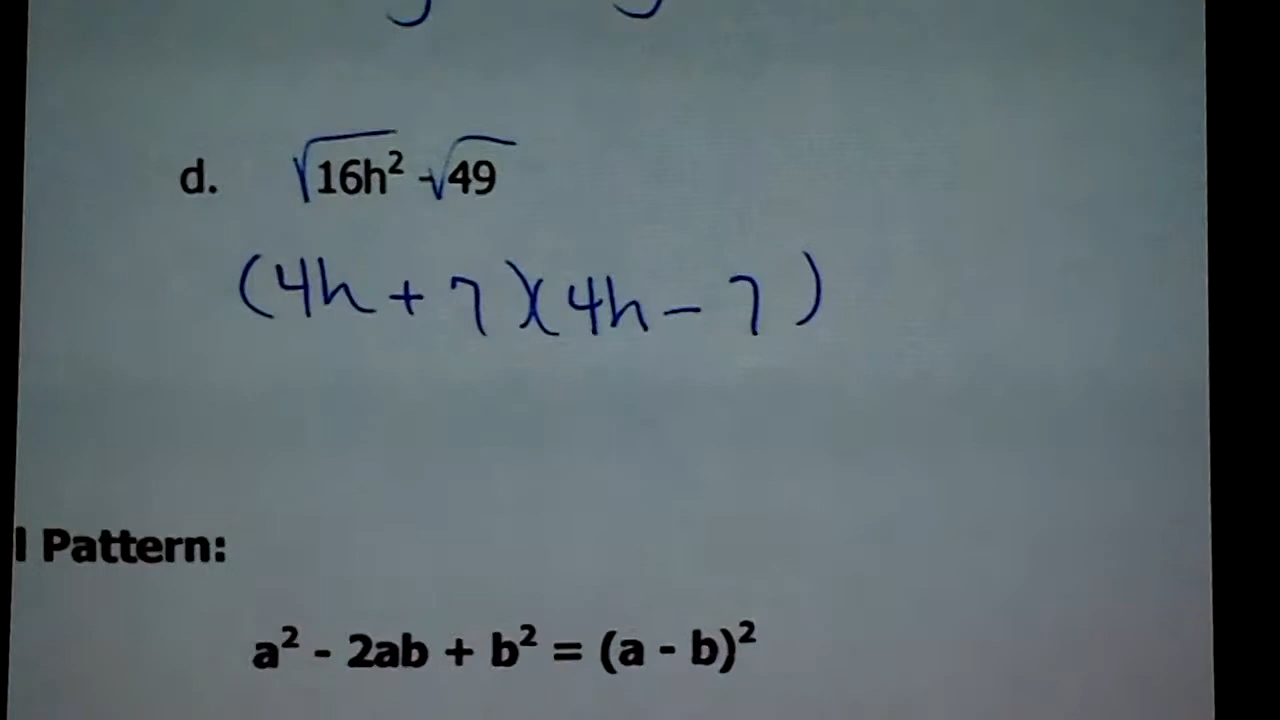 d. √16h² - √49
(4h + 7)(4h - 7)
l Pattern:
a² - 2ab + b² = (a - b)²